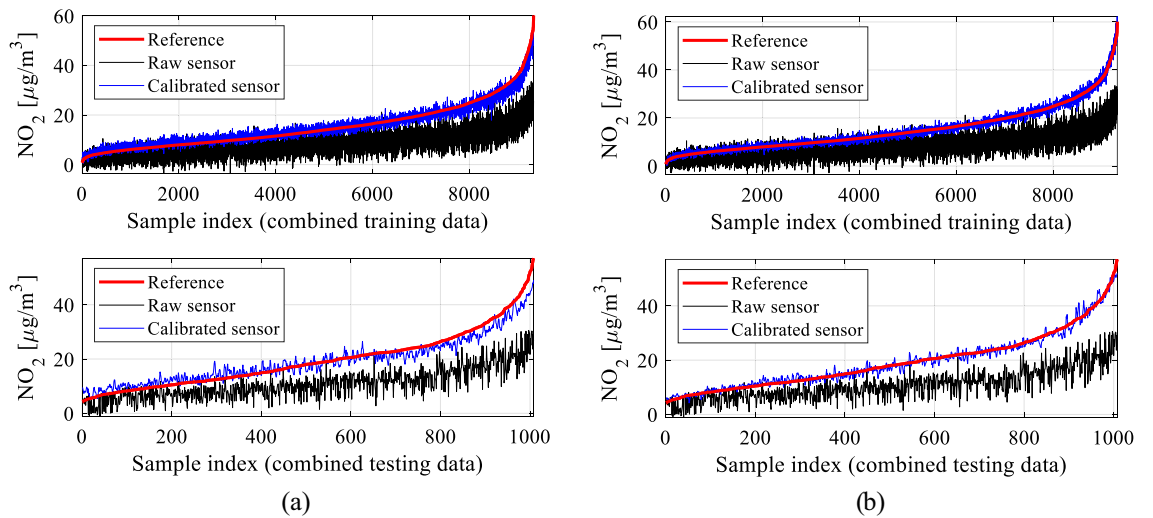 60
40
20
0
NO2 [μg/m3]
Reference
Raw sensor
Calibrated sensor
0 2000 4000 6000 8000
Sample index (combined training data)
60
40
20
0
NO2 [μg/m3]
Reference
Raw sensor
Calibrated sensor
0 2000 4000 6000 8000
Sample index (combined training data)
40
20
0
NO2 [μg/m3]
Reference
Raw sensor
Calibrated sensor
0 200 400 600 800 1000
Sample index (combined testing data)
40
20
0
NO2 [μg/m3]
Reference
Raw sensor
Calibrated sensor
0 200 400 600 800 1000
Sample index (combined testing data)
(a)
(b)